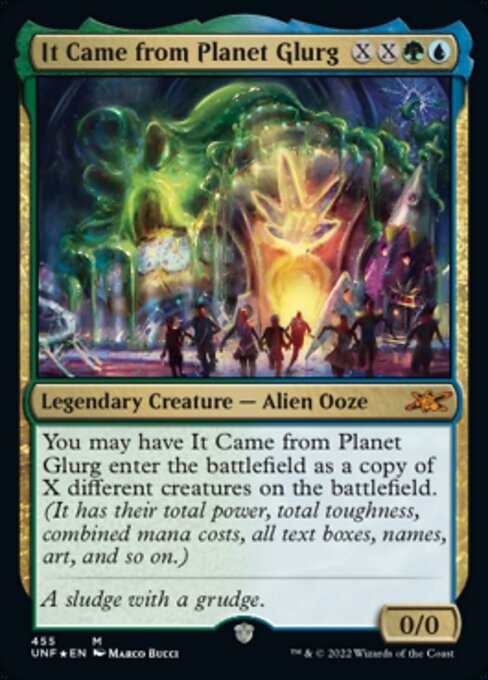 It Came from Planet Glurg X X
Legendary Creature — Alien Ooze
You may have It Came from Planet
Glurg enter the battlefield as a copy of
X different creatures on the battlefield.
(It has their total power, total toughness,
combined mana costs, all text boxes, names,
art, and so on.)
A sludge with a grudge.
0/0
455 M
UNF ★ EN Marco Bucci
™ & © 2022 Wizards of the Coast